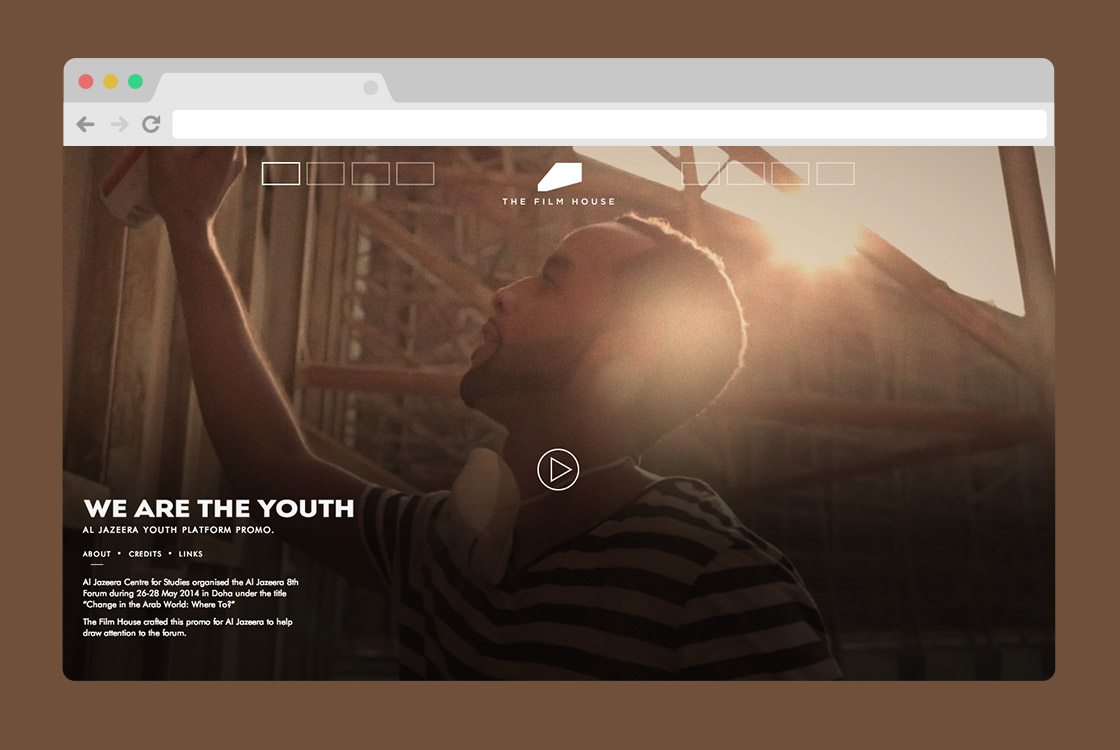 THE FILM HOUSE
WE ARE THE YOUTH
AL JAZEERA YOUTH PLATFORM PROMO.
ABOUT • CREDITS • LINKS
Al Jazeera Centre for Studies organised the Al Jazeera 8th
Forum during 26-28 May 2014 in Doha under the title
“Change in the Arab World: Where To?”
The Film House crafted this promo for Al Jazeera to help
draw attention to the forum.